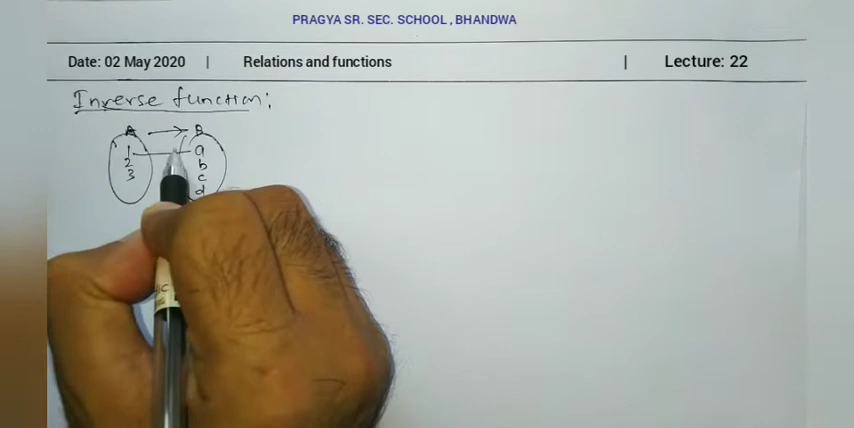 PRAGYA SR. SEC. SCHOOL , BHANDWA
Date: 02 May 2020 | Relations and functions | Lecture: 22
Inverse function:
A → B
1 a
2 b
3 c
d